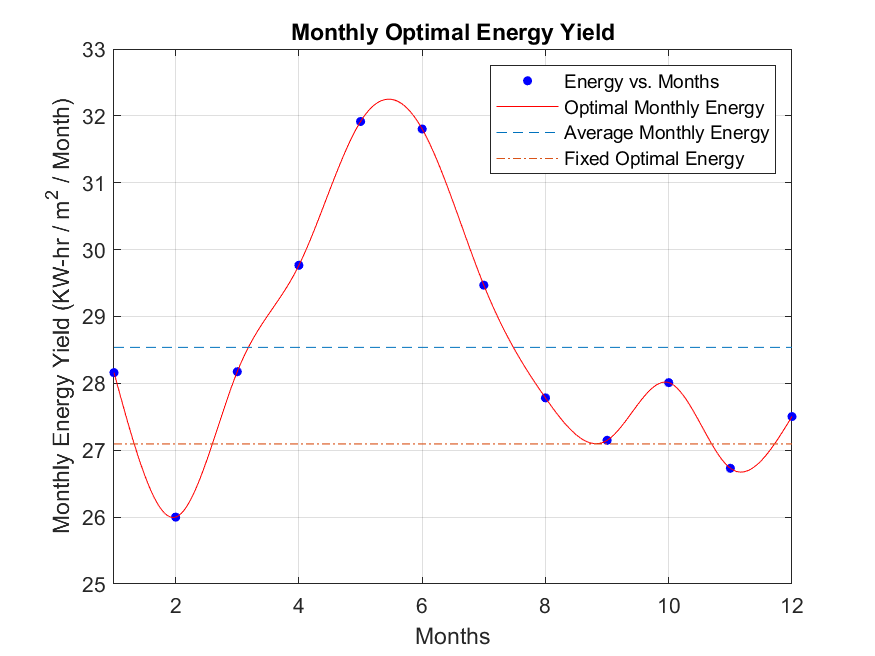 Monthly Optimal Energy Yield
33
32
31
30
29
28
27
26
25
Monthly Energy Yield (KW-hr / m² / Month)
Energy vs. Months
Optimal Monthly Energy
Average Monthly Energy
Fixed Optimal Energy
2 4 6 8 10 12
Months